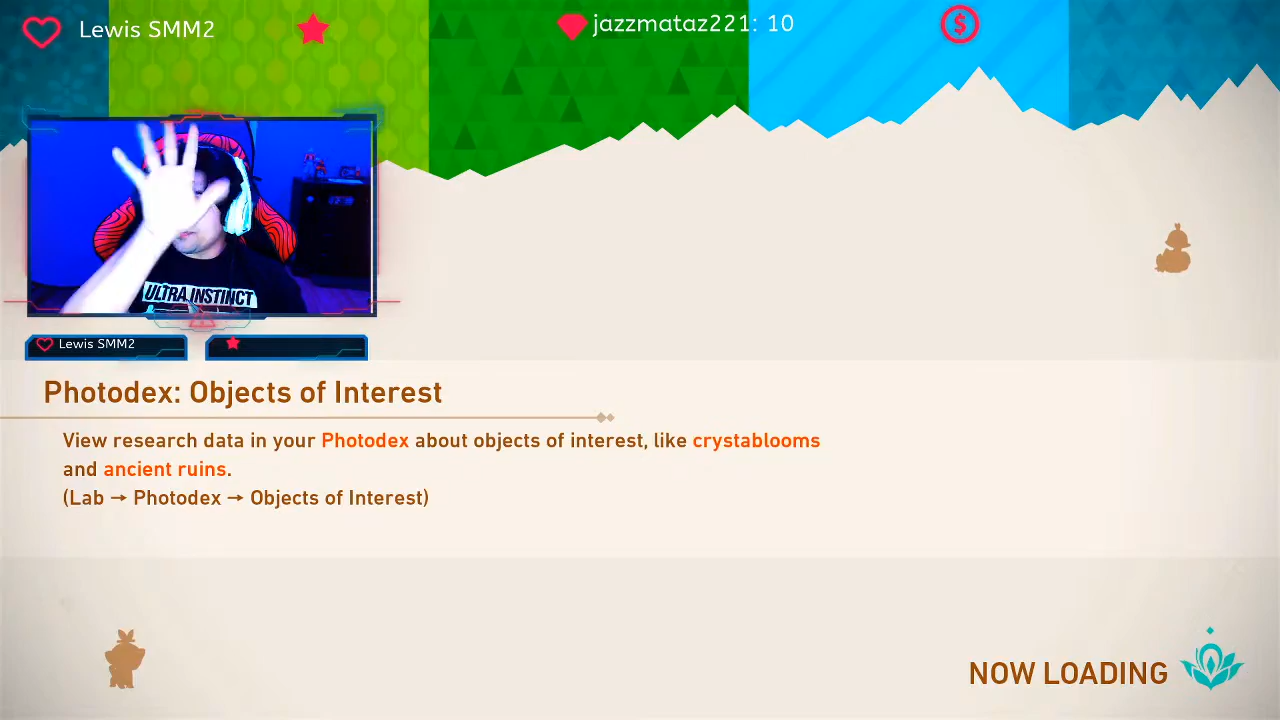 Lewis SMM2
jazzmataz221: 10
$
ULTRA INSTINCT
Lewis SMM2
Photodex: Objects of Interest
View research data in your Photodex about objects of interest, like crystablooms
and ancient ruins.
(Lab → Photodex → Objects of Interest)
NOW LOADING